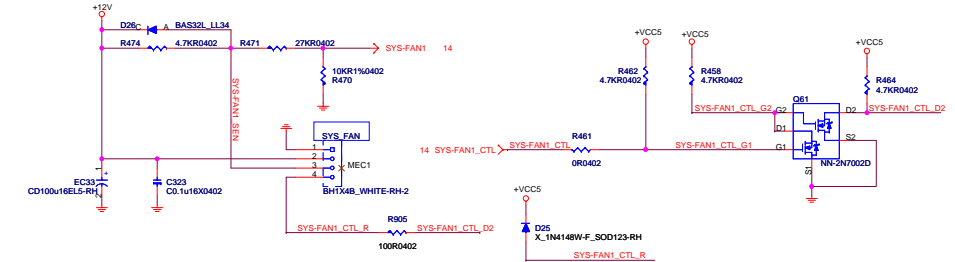 +12V
D26 C A BAS32L_LL34
R474 4.7KR0402 R471 27KR0402 SYS-FAN1 14
10KR1%0402
R470
SYS-FAN1_SEN
SYS_FAN
1
2
3
4
MEC1
BH1X4B_WHITE-RH-2
EC33
CD100u16EL5-RH
1
2
+
C323
C0.1u16X0402
SYS-FAN1_CTL_R R905 SYS-FAN1_CTL_D2
100R0402
+VCC5
D25
X_1N4148W-F_SOD123-RH
SYS-FAN1_CTL_R
14 SYS-FAN1_CTL SYS-FAN1_CTL R461 SYS-FAN1_CTL_G1
0R0402
+VCC5
R462
4.7KR0402
+VCC5
R458
4.7KR0402
SYS-FAN1_CTL_G2
+VCC5
R464
4.7KR0402
SYS-FAN1_CTL_D2
Q61
G2 D2
D1 S2
G1
S1
NN-2N7002D